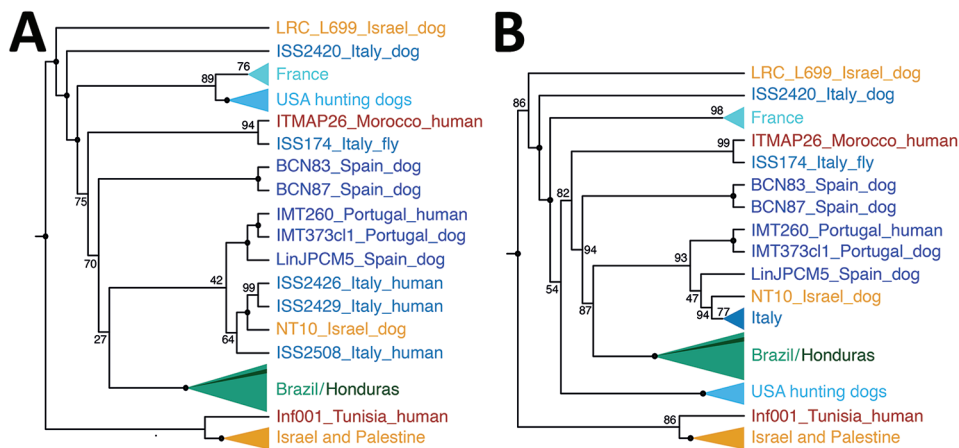 A
LRC_L699_Israel_dog
ISS2420_Italy_dog
76
France
89
USA hunting dogs
ITMAP26_Morocco_human
94
ISS174_Italy_fly
BCN83_Spain_dog
BCN87_Spain_dog
75
IMT260_Portugal_human
IMT373cl1_Portugal_dog
LinJPCM5_Spain_dog
70
42
ISS2426_Italy_human
99
ISS2429_Italy_human
NT10_Israel_dog
64
ISS2508_Italy_human
27
Brazil/Honduras
Inf001_Tunisia_human
Israel and Palestine
B
LRC_L699_Israel_dog
86
ISS2420_Italy_dog
98
France
ITMAP26_Morocco_human
99
ISS174_Italy_fly
82
BCN83_Spain_dog
BCN87_Spain_dog
IMT260_Portugal_human
94
IMT373cl1_Portugal_dog
93
LinJPCM5_Spain_dog
54
47
NT10_Israel_dog
87
94
77
Italy
Brazil/Honduras
USA hunting dogs
Inf001_Tunisia_human
86
Israel and Palestine